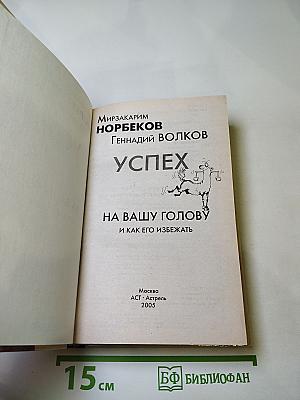 Мирзакарим
НОРБЕКОВ
Геннадий ВОЛКОВ
УСПЕХ
НА ВАШУ ГОЛОВУ
И КАК ЕГО ИЗБЕЖАТЬ
Москва
АСТ • Астрель
2005
15 см
БФ БИБЛИОФАН